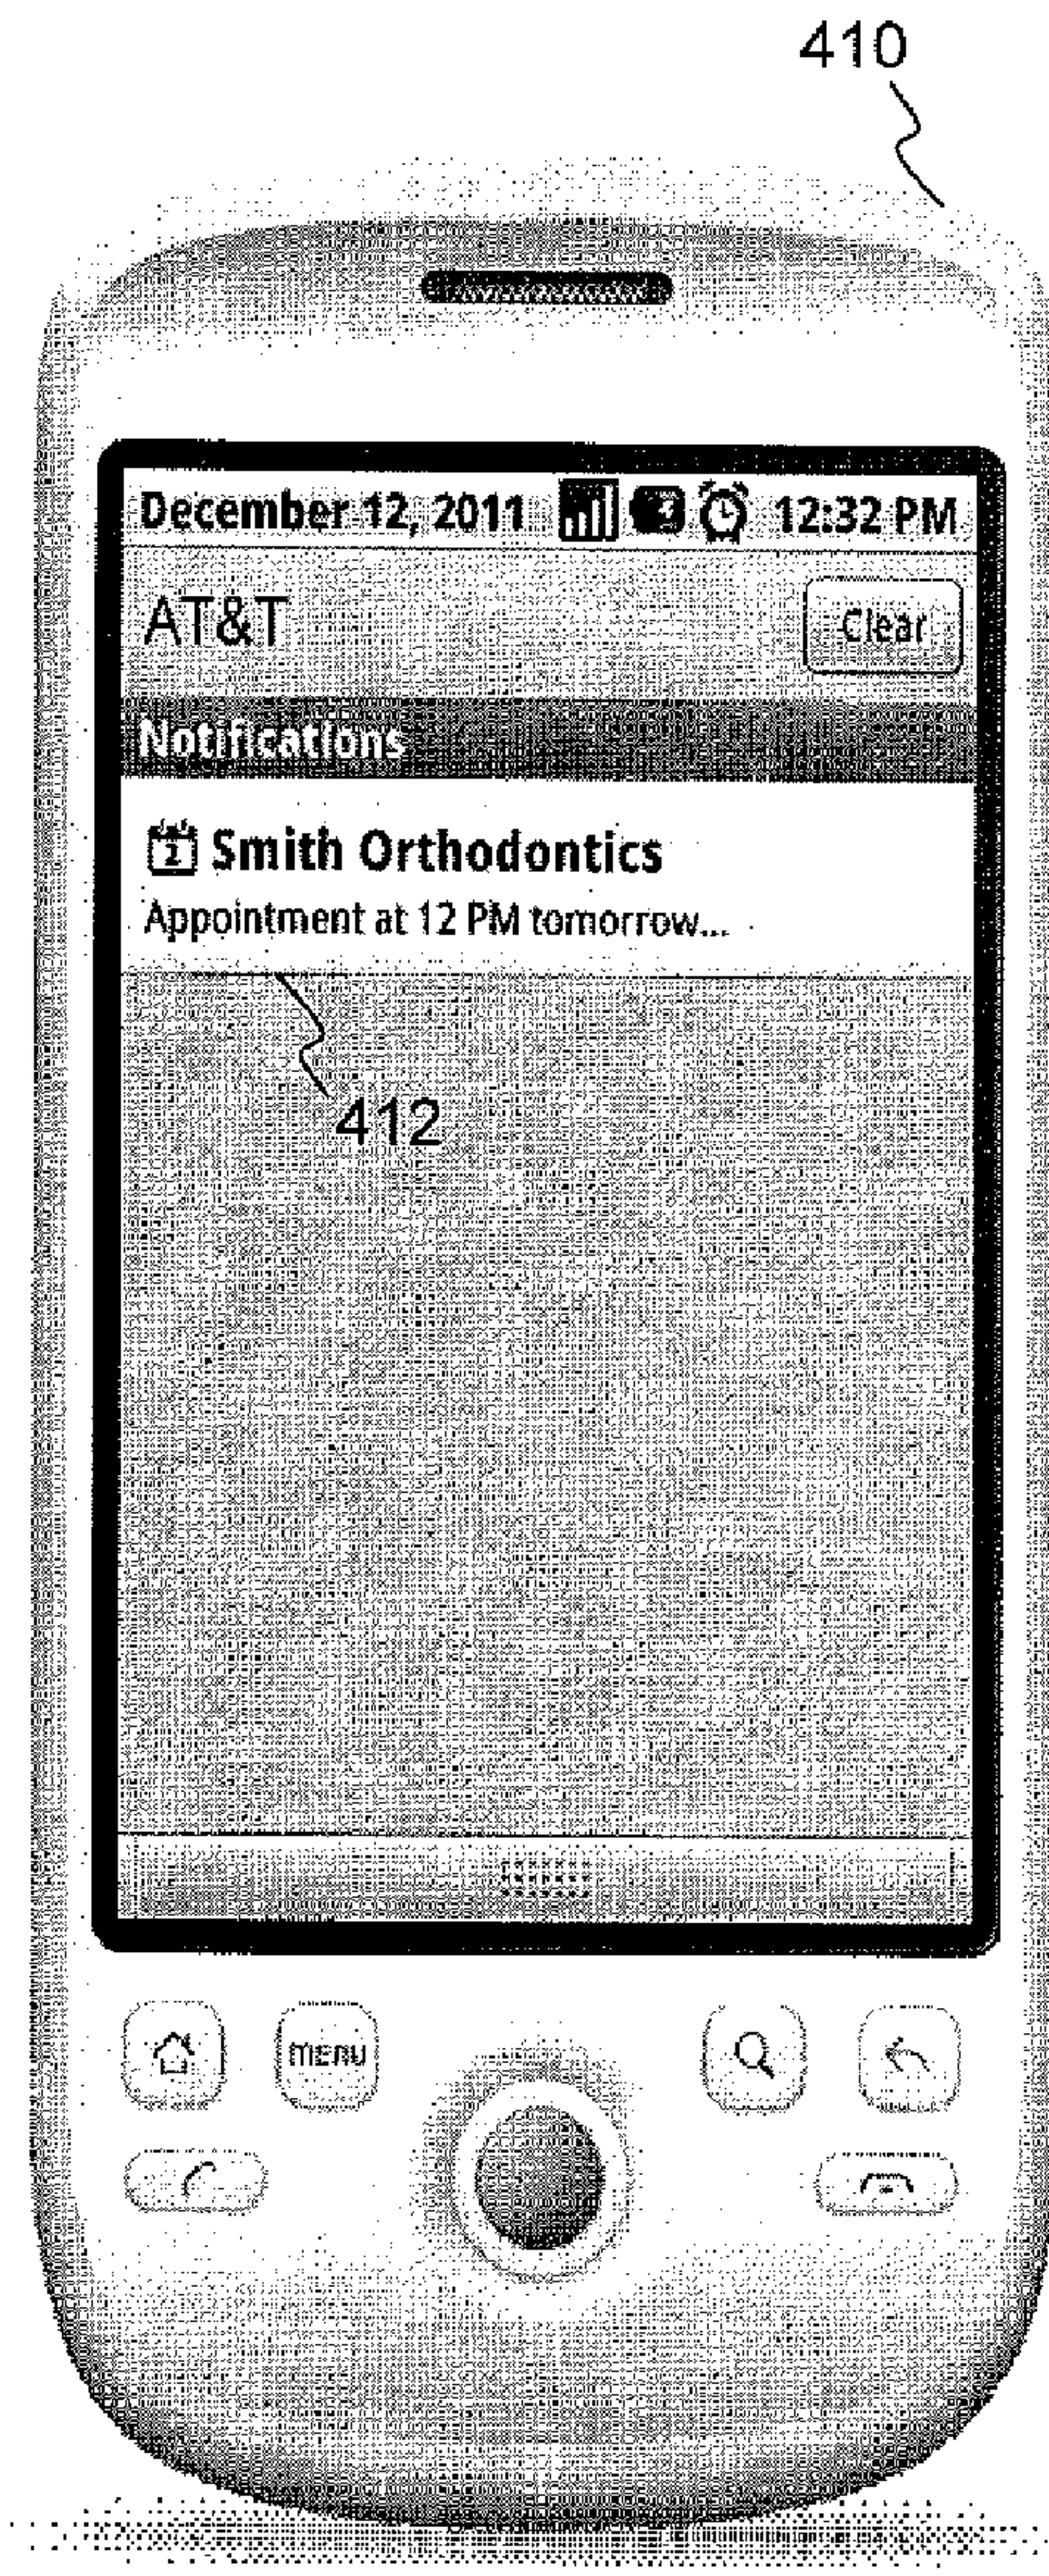 410
December 12, 2011 12:32 PM
AT&T Clear
Notifications
2 Smith Orthodontics
Appointment at 12 PM tomorrow...
412
MENU